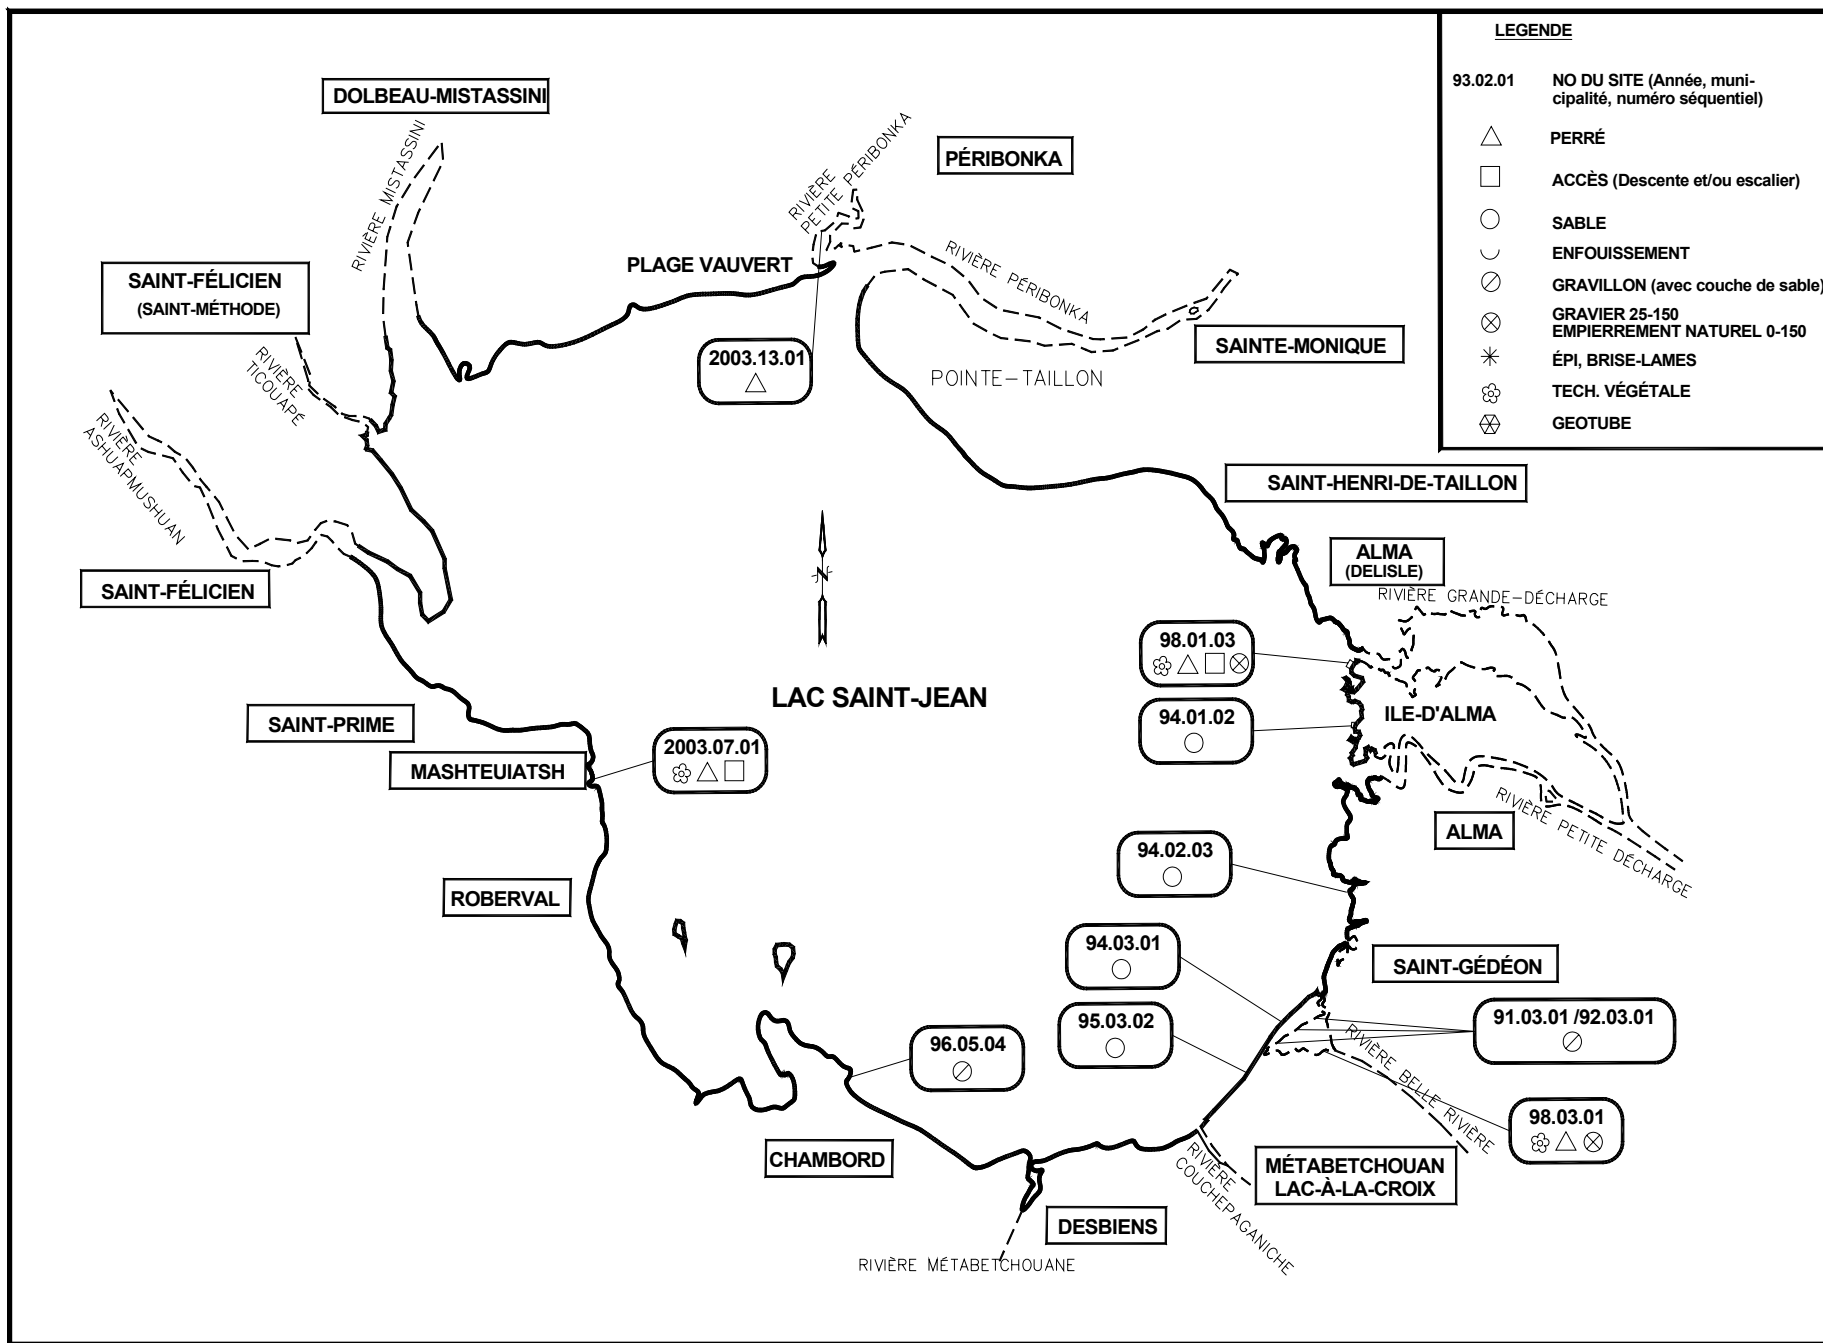 LEGENDE
93.02.01 NO DU SITE (Année, muni-
cipalité, numéro séquentiel)
PERRÉ
ACCÈS (Descente et/ou escalier)
SABLE
ENFOUISSEMENT
GRAVILLON (avec couche de sable)
GRAVIER 25-150
EMPIERREMENT NATUREL 0-150
ÉPI, BRISE-LAMES
TECH. VÉGÉTALE
GEOTUBE
DOLBEAU-MISTASSINI
RIVIÈRE MISTASSINI
RIVIÈRE
PETITE PÉRIBONKA
PÉRIBONKA
SAINT-FÉLICIEN
(SAINT-MÉTHODE)
PLAGE VAUVERT
RIVIÈRE PÉRIBONKA
SAINTE-MONIQUE
RIVIÈRE
TICOUAPÉ
2003.13.01
POINTE-TAILLON
RIVIÈRE
ASHUAPMUSHUAN
SAINT-HENRI-DE-TAILLON
SAINT-FÉLICIEN
N
ALMA
(DELISLE)
RIVIÈRE GRANDE-DÉCHARGE
98.01.03
LAC SAINT-JEAN
SAINT-PRIME
94.01.02
ILE-D'ALMA
MASHTEUIATSH
2003.07.01
RIVIÈRE PETITE DÉCHARGE
ALMA
94.02.03
ROBERVAL
94.03.01
SAINT-GÉDÉON
95.03.02
91.03.01 /92.03.01
96.05.04
RIVIÈRE BELLE RIVIÈRE
98.03.01
CHAMBORD
RIVIÈRE
COUCHEPAGANICHE
MÉTABETCHOUAN
LAC-À-LA-CROIX
DESBIENS
RIVIÈRE MÉTABETCHOUANE